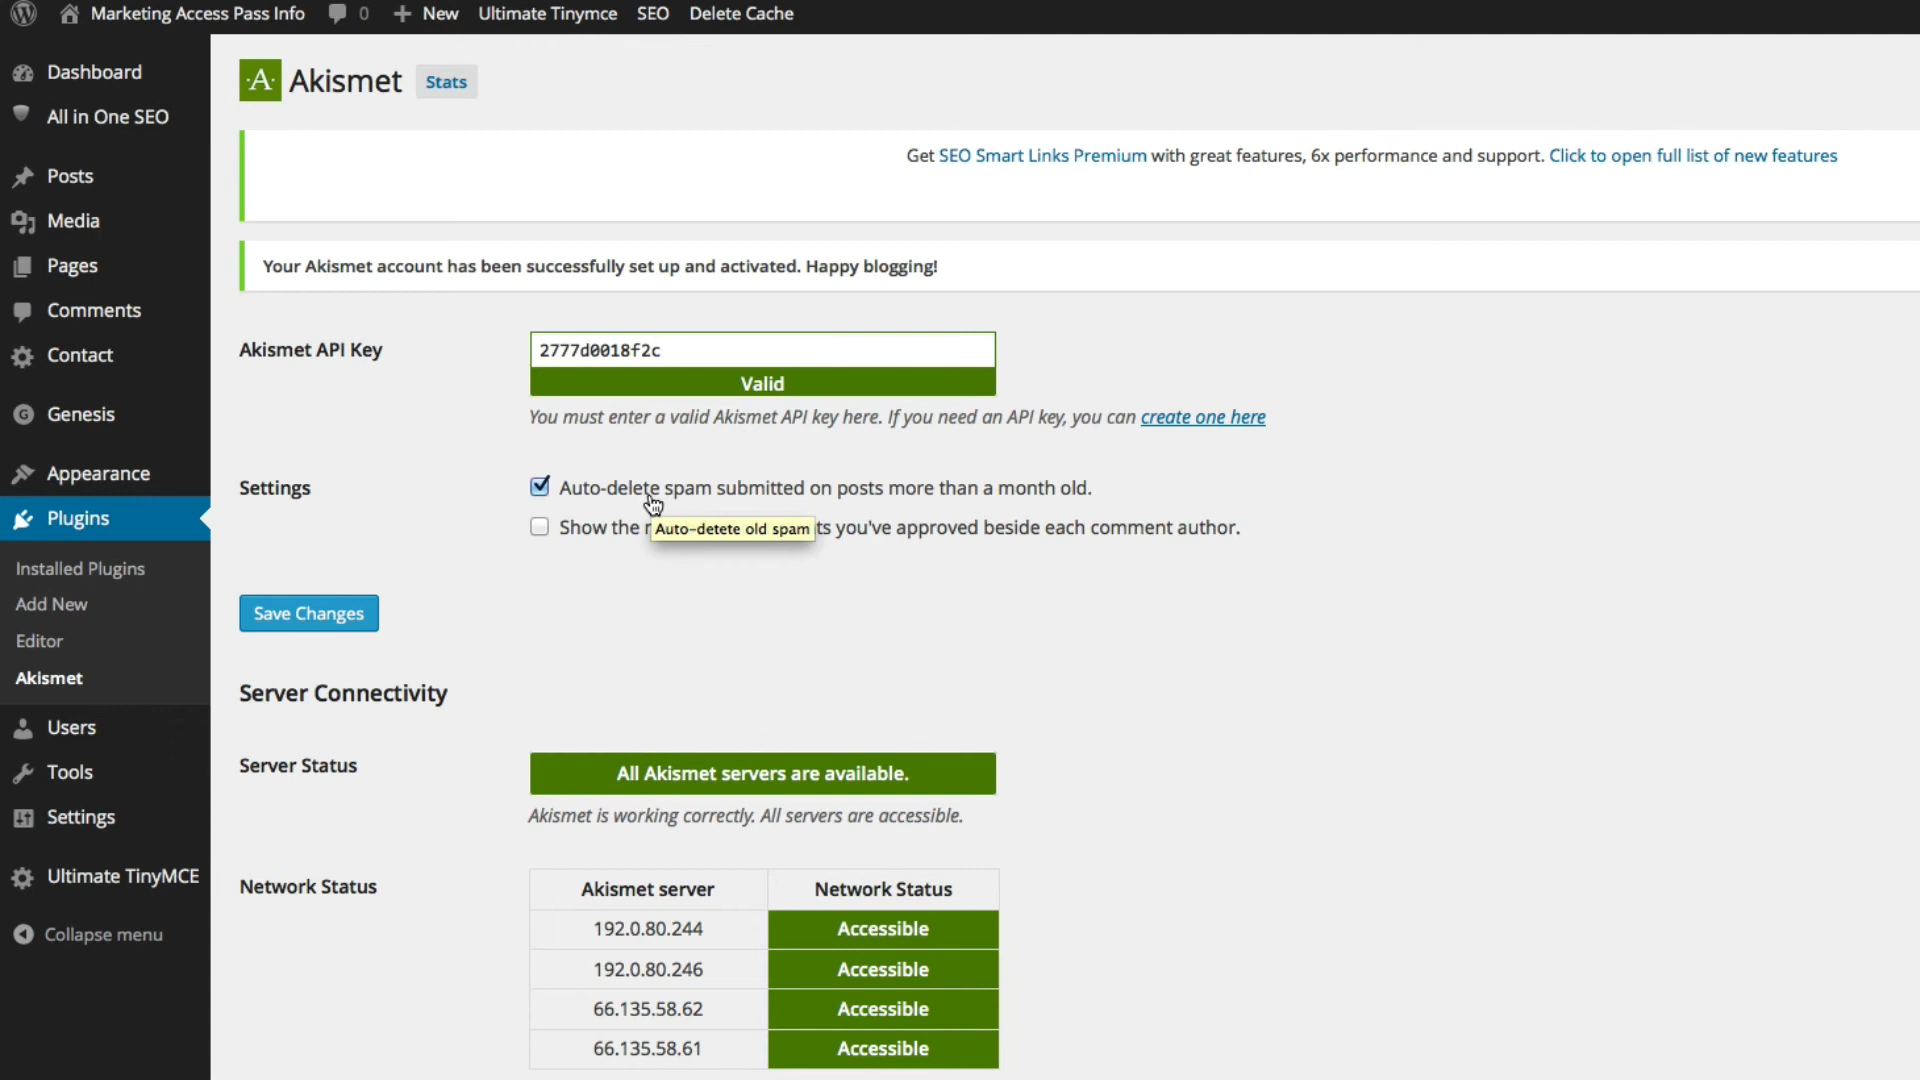 Marketing Access Pass Info 0 New Ultimate Tinymce SEO Delete Cache
Dashboard
All in One SEO
Posts
Media
Pages
Comments
Contact
Genesis
Appearance
Plugins
Installed Plugins
Add New
Editor
Akismet
Users
Tools
Settings
Ultimate TinyMCE
Collapse menu
·A· Akismet Stats
Get SEO Smart Links Premium with great features, 6x performance and support. Click to open full list of new features
Your Akismet account has been successfully set up and activated. Happy blogging!
Akismet API Key
2777d0018f2c
Valid
You must enter a valid Akismet API key here. If you need an API key, you can create one here
Settings
Auto-delete spam submitted on posts more than a month old.
Show the you've approved beside each comment author.
Auto-detete old spam
Save Changes
Server Connectivity
Server Status
All Akismet servers are available.
Akismet is working correctly. All servers are accessible.
Network Status
Akismet server Network Status
192.0.80.244 Accessible
192.0.80.246 Accessible
66.135.58.62 Accessible
66.135.58.61 Accessible